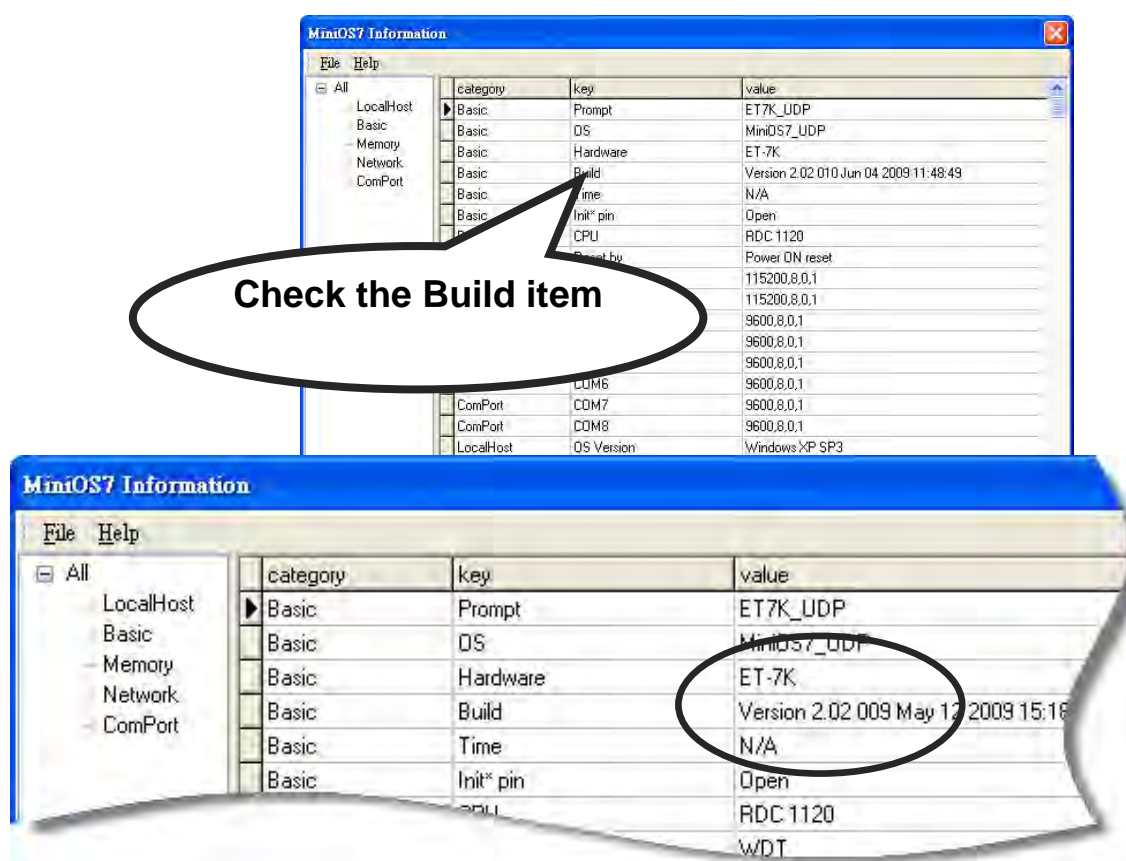 MiniOS7 Information
File Help
All
LocalHost
Basic
Memory
Network
ComPort
category key value
Basic Prompt ET7K_UDP
Basic OS MiniOS7_UDP
Basic Hardware ET-7K
Basic Build Version 2.02 010 Jun 04 2009 11:48:49
Basic Time N/A
Basic Init* pin Open
CPU RDC 1120
Reset by Power ON reset
115200,8,0,1
115200,8,0,1
9600,8,0,1
9600,8,0,1
9600,8,0,1
COM6 9600,8,0,1
ComPort COM7 9600,8,0,1
ComPort COM8 9600,8,0,1
LocalHost OS Version Windows XP SP3
Check the Build item
MiniOS7 Information
File Help
All
LocalHost
Basic
Memory
Network
ComPort
category key value
Basic Prompt ET7K_UDP
Basic OS MiniOS7_UDP
Basic Hardware ET-7K
Basic Build Version 2.02 009 May 12 2009 15:18
Basic Time N/A
Basic Init* pin Open
CPU RDC 1120
WDT